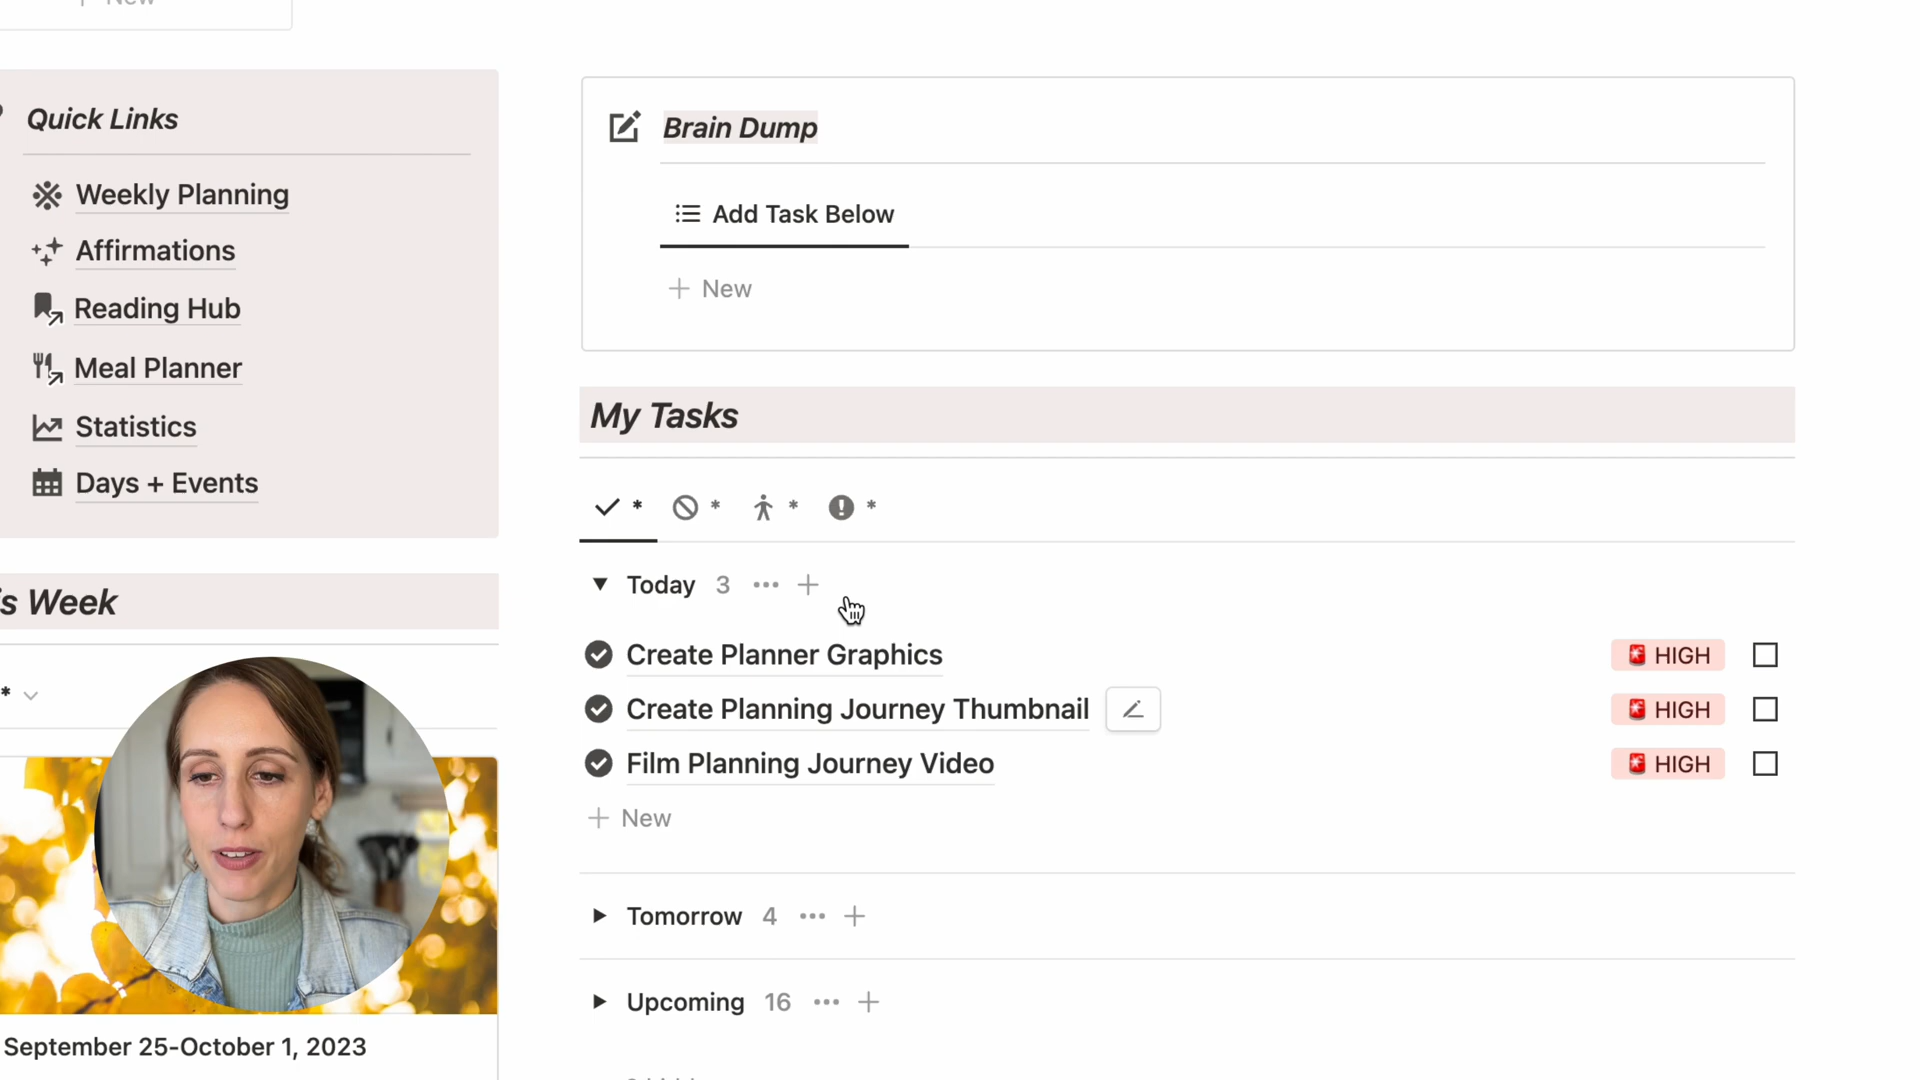 + New
Quick Links
Weekly Planning
Affirmations
Reading Hub
Meal Planner
Statistics
Days + Events
s Week
*
September 25-October 1, 2023
Brain Dump
Add Task Below
+ New
My Tasks
* * * *
Today 3 ... +
Create Planner Graphics HIGH
Create Planning Journey Thumbnail HIGH
Film Planning Journey Video HIGH
+ New
Tomorrow 4 ... +
Upcoming 16 ... +